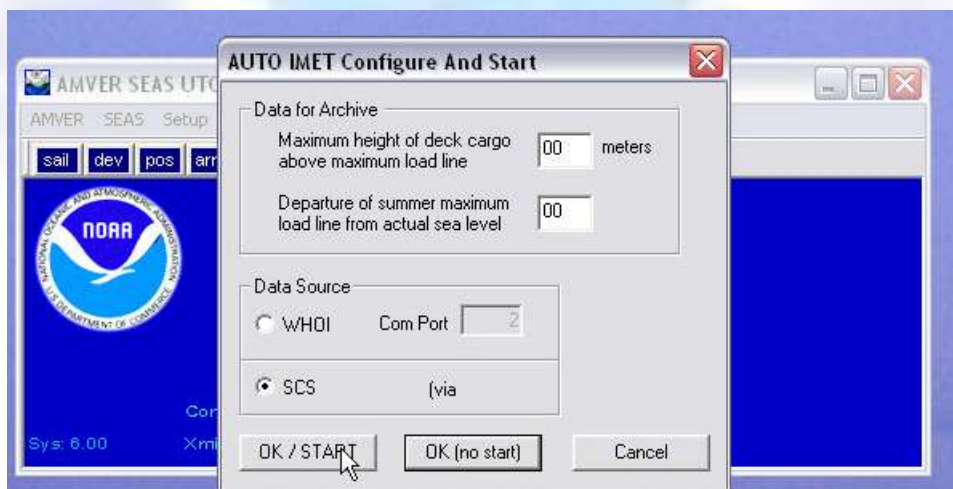 AUTO IMET Configure And Start
AMVER SEAS UTC
AMVER SEAS Setup
sail dev pos arr
NATIONAL OCEANIC AND ATMOSPHERIC ADMINISTRATION
NOAA
U.S. DEPARTMENT OF COMMERCE
Data for Archive
Maximum height of deck cargo
above maximum load line
00 meters
Departure of summer maximum
load line from actual sea level
00
Data Source
WHOI Com Port 2
SCS (via
Sys: 6.00
OK / START OK (no start) Cancel